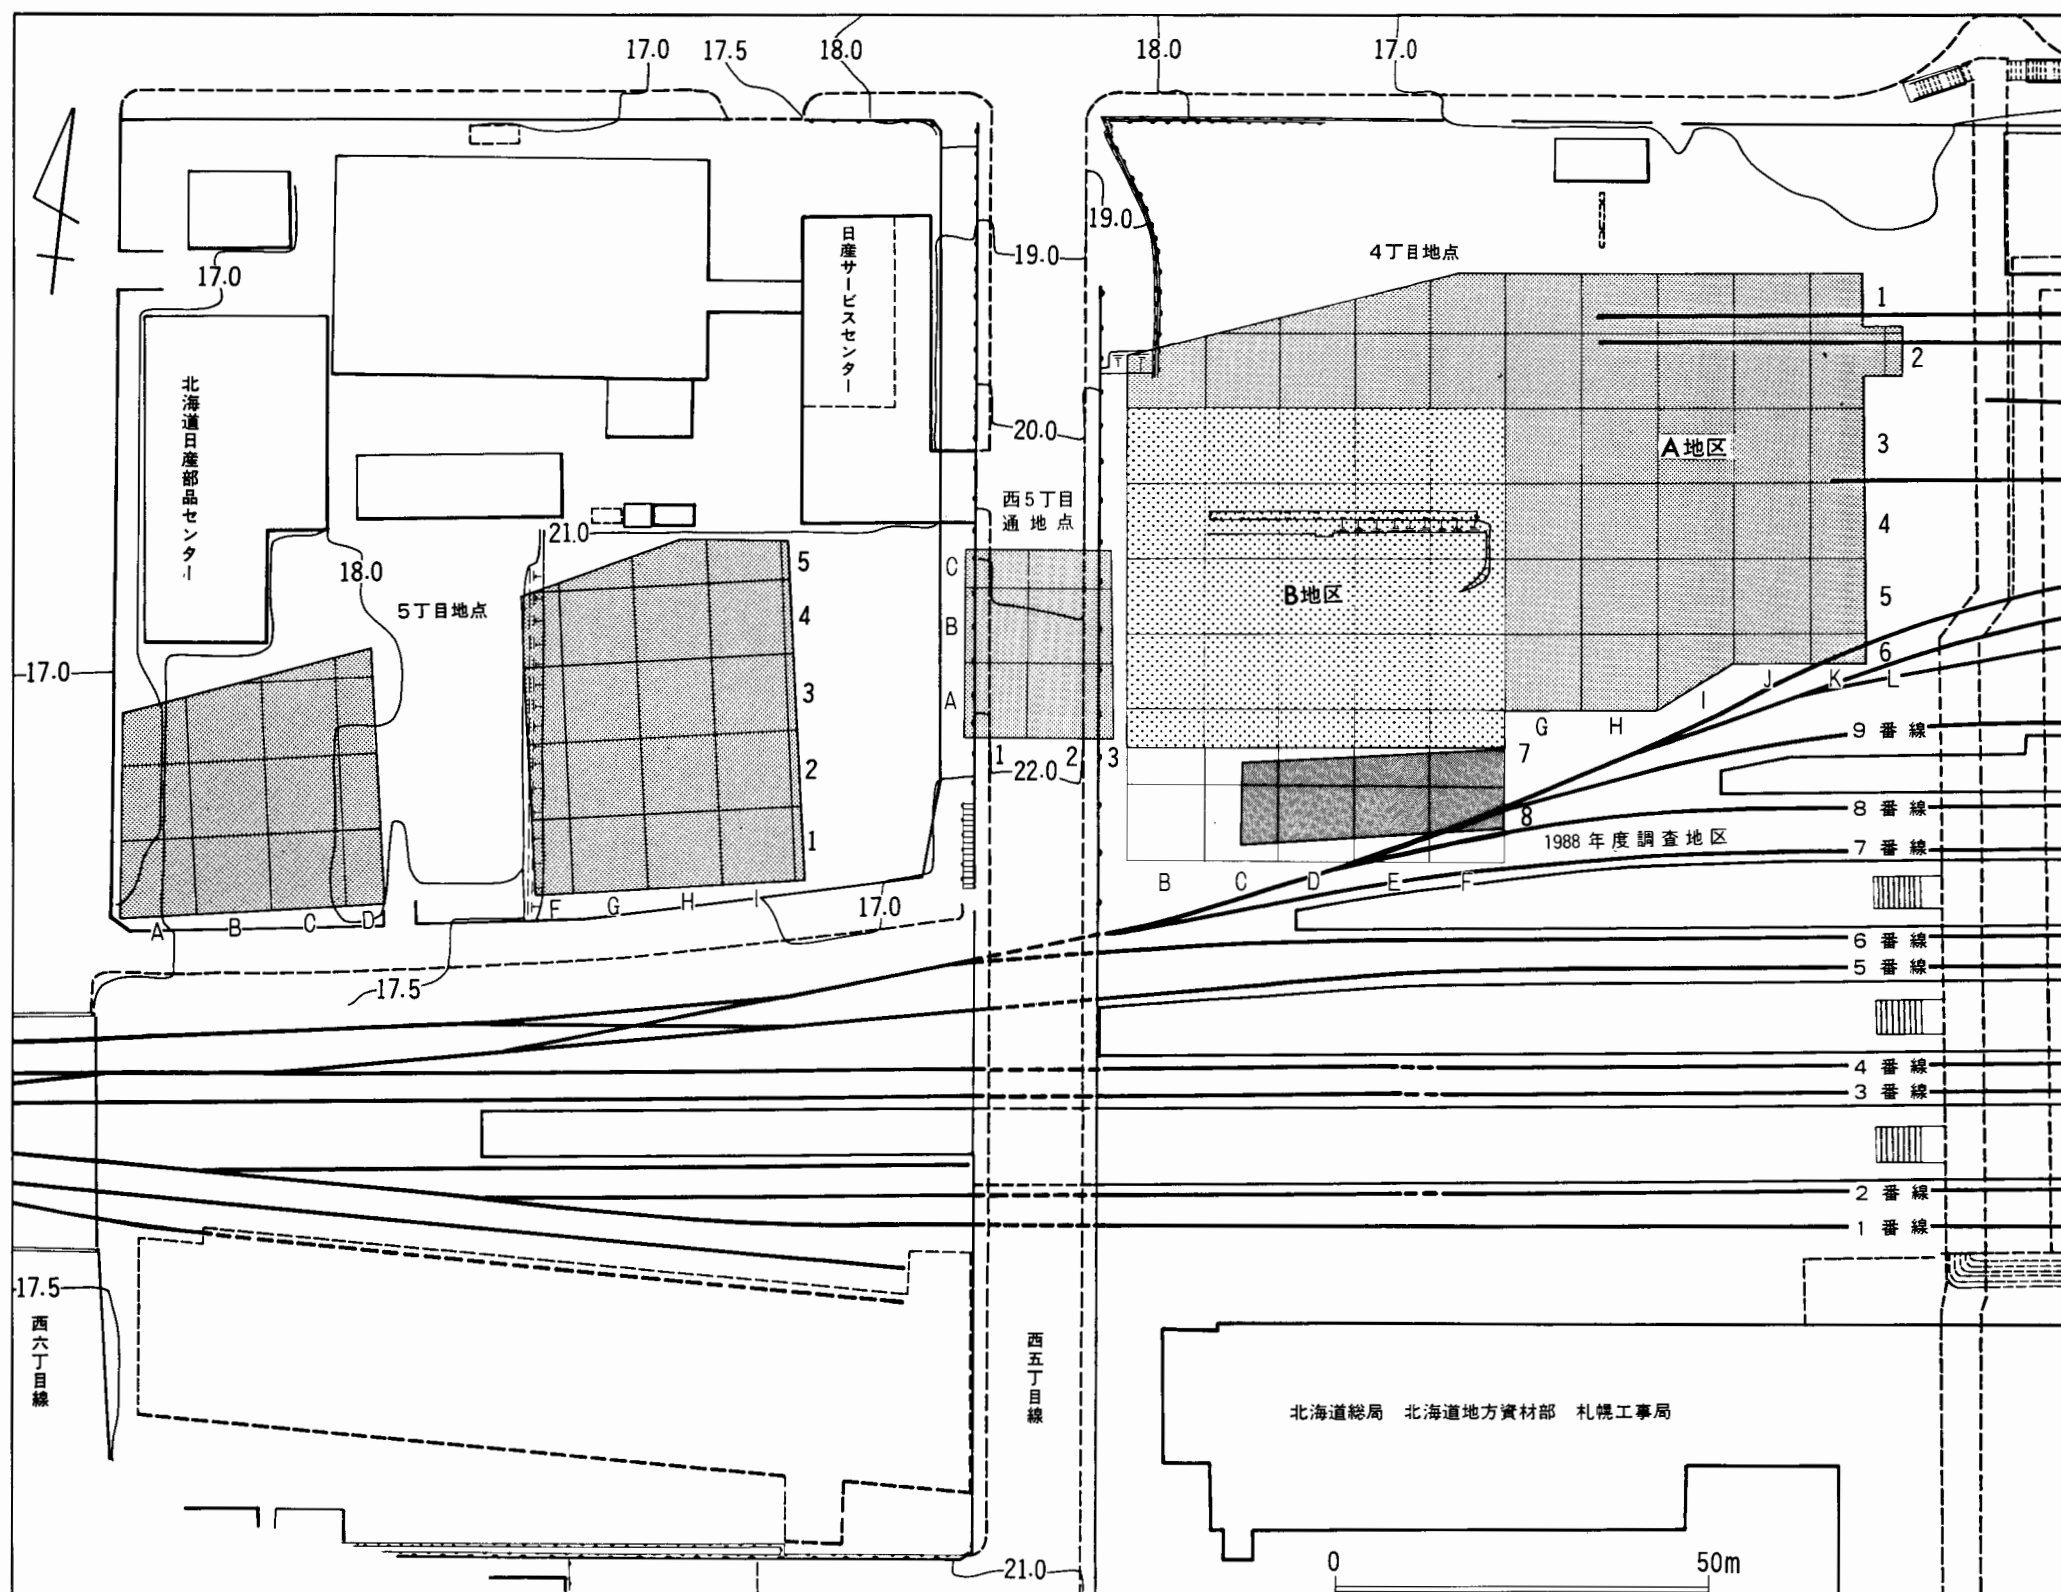 17.0
17.5
18.0
18.0
17.0
19.0
4丁目地点
19.0
日産サービスセンター
17.0
1
2
北海道日産部品センター
20.0
A地区
3
西5丁目
通地点
4
21.0
18.0
5
C
B地区
5
5丁目地点
4
B
6
17.0
3
A
J
K
L
I
G
H
9番線
2
1
2
3
22.0
7
8番線
1
8
1988年度調査地区
7番線
B
C
D
E
F
F
G
H
I
17.0
A
B
C
D
6番線
5番線
17.5
4番線
3番線
2番線
1番線
17.5
西六丁目線
西五丁目線
北海道総局 北海道地方資材部 札幌工事局
0
50m
21.0